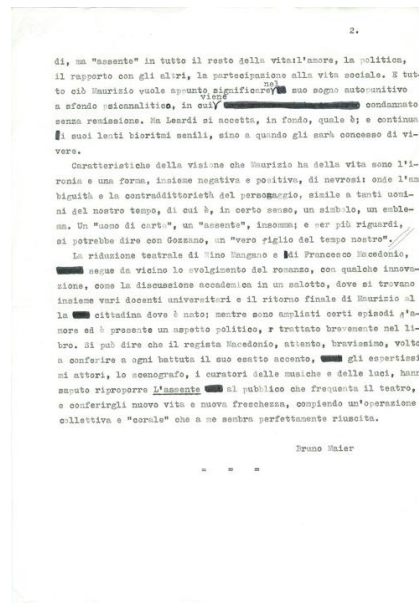 2.
di, ma "assente" in tutto il resto della vita:l'amore, la politica,
il rapporto con gli altri, la partecipazione alla vita sociale. E tut
to ciò Maurizio vuole appunto significare nel suo sogno autopunitivo
a sfondo psicanalitico, in cui viene condannato
senza remissione. Ma Leardi si accetta, in fondo, quale è; e continua
i suoi lenti bioritmi senili, sino a quando gli sarà concesso di vi-
vere.
Caratteristiche della visione che Maurizio ha della vita sono l'i-
ronia e una forma, insieme negativa e positiva, di nevrosi: onde l'am
biguità e la contraddittorietà del personaggio, simile a tanti uomi-
ni del nostro tempo, di cui è, in certo senso, un simbolo, un emble-
ma. Un "uomo di carta", un "assente", insomma; e per più riguardi,
si potrebbe dire con Gozzano, un "vero figlio del tempo nostro".
La riduzione teatrale di Nino Mangano e di Francesco Macedonio,
segue da vicino lo svolgimento del romanzo, con qualche innova-
zione, come la discussione accademica in un salotto, dove si trovano
insieme vari docenti universitari e il ritorno finale di Maurizio al
la cittadina dove è nato; mentre sono ampliati certi episodi d'a-
more ed è presente un aspetto politico, r trattato brevemente nel li-
bro. Si può dire che il regista Macedonio, attento, bravissimo, volto
a conferire a ogni battuta il suo esatto accento, gli espertissi
mi attori, lo scenografo, i curatori delle musiche e delle luci, hann
saputo riproporre L'assente al pubblico che frequenta il teatro,
e conferirgli nuovo vita e nuova freschezza, compiendo un'operazione
collettiva e "corale" che a me sembra perfettamente riuscita.
Bruno Maier
= = =